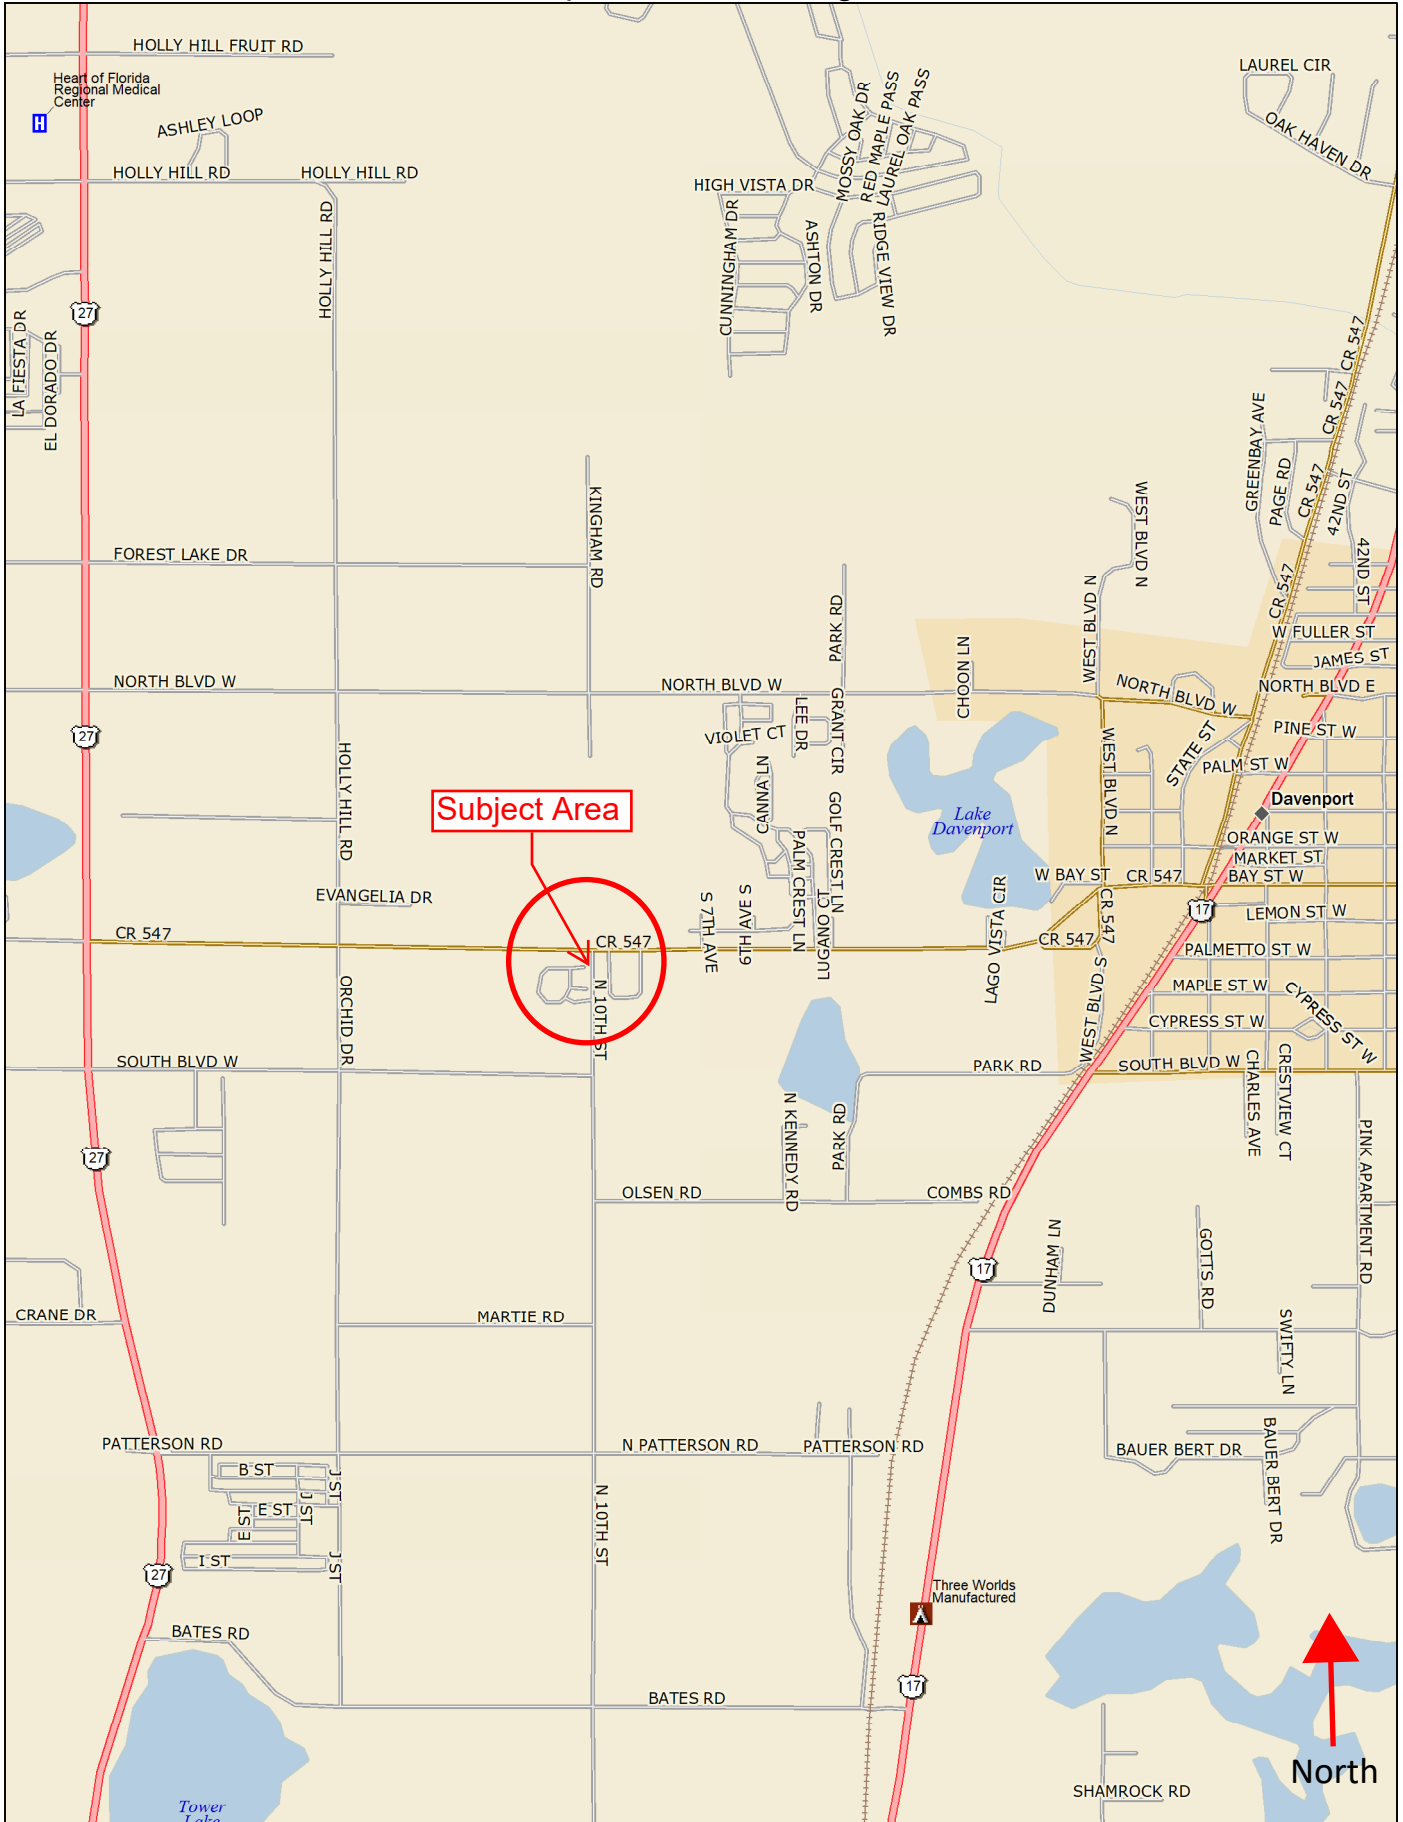 HOLLY HILL FRUIT RD
LAUREL CIR
Heart of Florida
Regional Medical
Center
H
ASHLEY LOOP
MOSSY OAK DR
RED MAPLE PASS
LAUREL OAK PASS
OAK HAVEN DR
HOLLY HILL RD
HOLLY HILL RD
HIGH VISTA DR
HOLLY HILL RD
CUNNINGHAM DR
ASHTON DR
RIDGE VIEW DR
27
LA FIESTA DR
EL DORADO DR
CR 547
CR 547
GREENBAY AVE
PAGE RD
CR 547
42ND ST
KINGHAM RD
WEST BLVD N
FOREST LAKE DR
42ND ST
CR 547
PARK RD
WEST BLVD N
CHOON LN
W FULLER ST
JAMES ST
NORTH BLVD W
NORTH BLVD W
NORTH BLVD W
NORTH BLVD E
27
HOLLY HILL RD
VIOLET CT
LEE DR
GRANT CIR
WEST BLVD N
STATE ST
PINE ST W
PALM ST W
CANNA LN
Subject Area
Davenport
Lake
Davenport
PALM CREST LN
GOLF CREST LN
ORANGE ST W
MARKET ST
W BAY ST
CR 547
BAY ST W
EVANGELIA DR
S 7TH AVE
6TH AVE S
LUGANO CT
LAGO VISTA CIR
CR 547
17
LEMON ST W
CR 547
CR 547
CR 547
PALMETTO ST W
ORCHID DR
N 10TH ST
WEST BLVD S
MAPLE ST W
CYPRESS ST W
CYPRESS ST W
SOUTH BLVD W
PARK RD
SOUTH BLVD W
CHARLES AVE
CRESTVIEW CT
N KENNEDY RD
PARK RD
PINK APARTMENT RD
27
OLSEN RD
COMBS RD
DUNHAM LN
GOTTS RD
17
CRANE DR
MARTIE RD
SWIFTY LN
PATTERSON RD
N PATTERSON RD
PATTERSON RD
BAUER BERT DR
BAUER BERT DR
B ST
J ST
E ST
E ST
J ST
N 10TH ST
I ST
J ST
27
Three Worlds
Manufactured
BATES RD
BATES RD
17
North
SHAMROCK RD
Tower
Lake